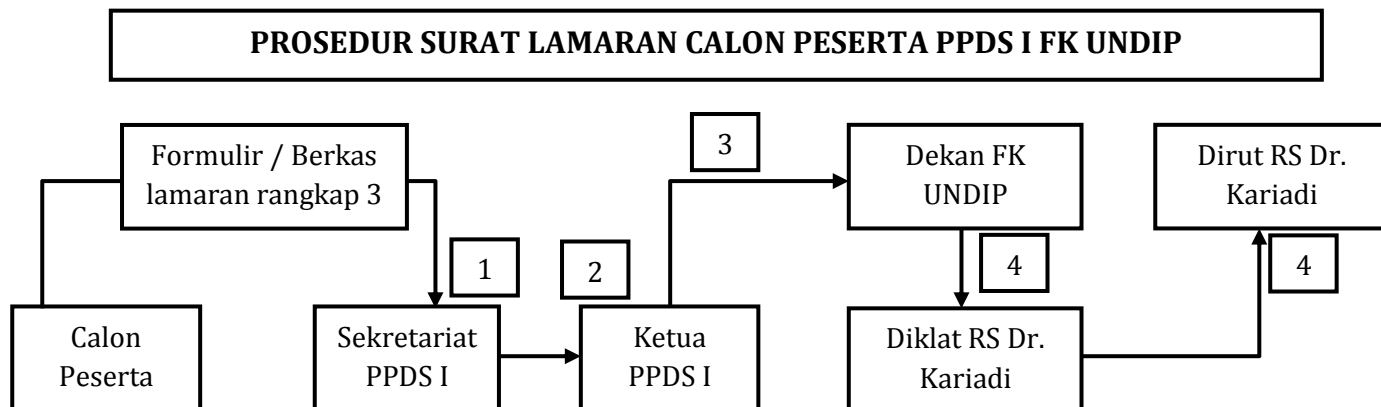 PROSEDUR SURAT LAMARAN CALON PESERTA PPDS I FK UNDIP
Formulir / Berkas
lamaran rangkap 3
3
Dekan FK
UNDIP
Dirut RS Dr.
Kariadi
1
2
4
4
Calon
Peserta
Sekretariat
PPDS I
Ketua
PPDS I
Diklat RS Dr.
Kariadi